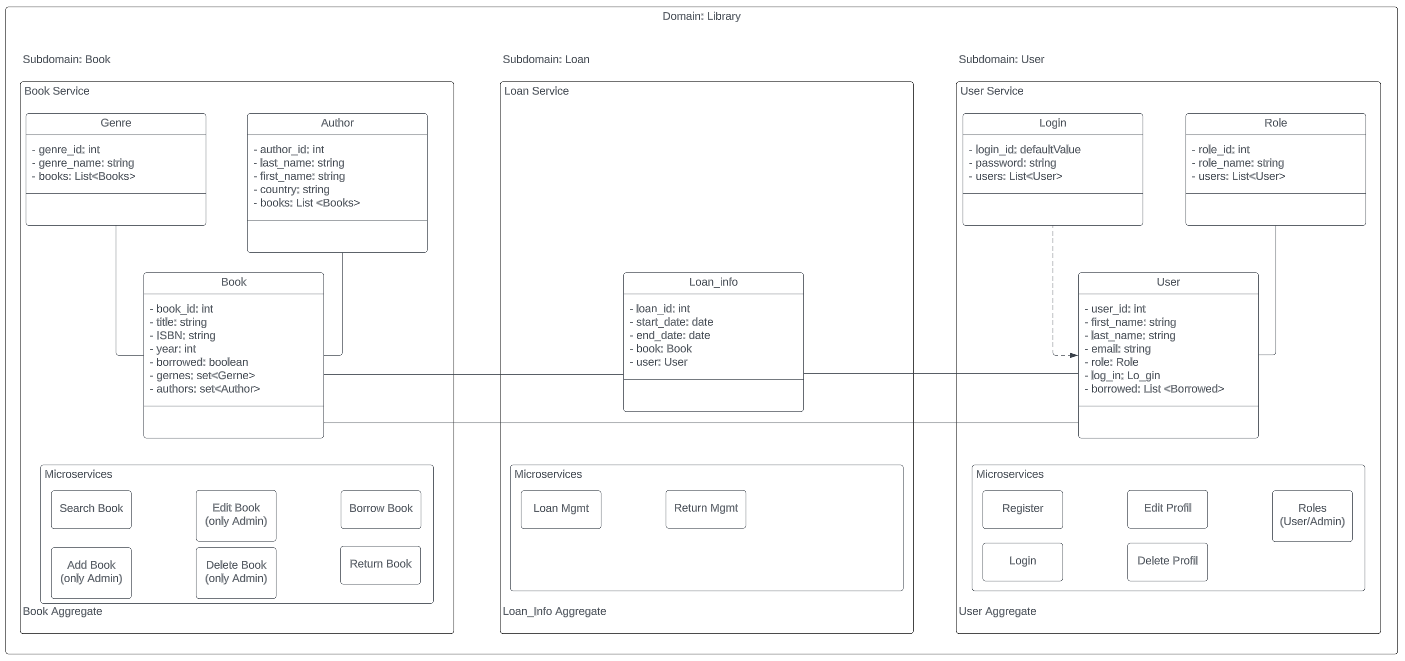 Domain: Library
Subdomain: Book
Book Service
Genre
- genre_id: int
- genre_name: string
- books: List<Books>
Author
- author_id: int
- last_name: string
- first_name: string
- country: string
- books: List <Books>
Book
- book_id: int
- title: string
- ISBN: string
- year: int
- borrowed: boolean
- gernes: set<Gerne>
- authors: set<Author>
Microservices
Search Book
Edit Book
(only Admin)
Borrow Book
Add Book
(only Admin)
Delete Book
(only Admin)
Return Book
Book Aggregate
Subdomain: Loan
Loan Service
Loan_info
- loan_id: int
- start_date: date
- end_date: date
- book: Book
- user: User
Microservices
Loan Mgmt
Return Mgmt
Loan_Info Aggregate
Subdomain: User
User Service
Login
- login_id: defaultValue
- password: string
- users: List<User>
Role
- role_id: int
- role_name: string
- users: List<User>
User
- user_id: int
- first_name: string
- last_name: string
- email: string
- role: Role
- log_in: Lo_gin
- borrowed: List <Borrowed>
Microservices
Register
Edit Profil
Roles
(User/Admin)
Login
Delete Profil
User Aggregate